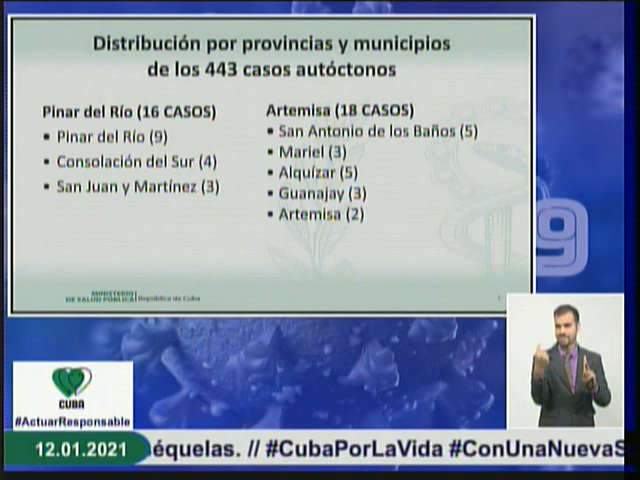 Distribución por provincias y municipios
de los 443 casos autóctonos
Pinar del Río (16 CASOS)
▪ Pinar del Río (9)
▪ Consolación del Sur (4)
▪ San Juan y Martínez (3)
Artemisa (18 CASOS)
▪ San Antonio de los Baños (5)
▪ Mariel (3)
▪ Alquízar (5)
▪ Guanajay (3)
▪ Artemisa (2)
9
MINISTERIO
DE SALUD PÚBLICA República de Cuba
CUBA
#ActuarResponsable
12.01.2021 équelas. // #CubaPorLaVida #ConUnaNuevaS